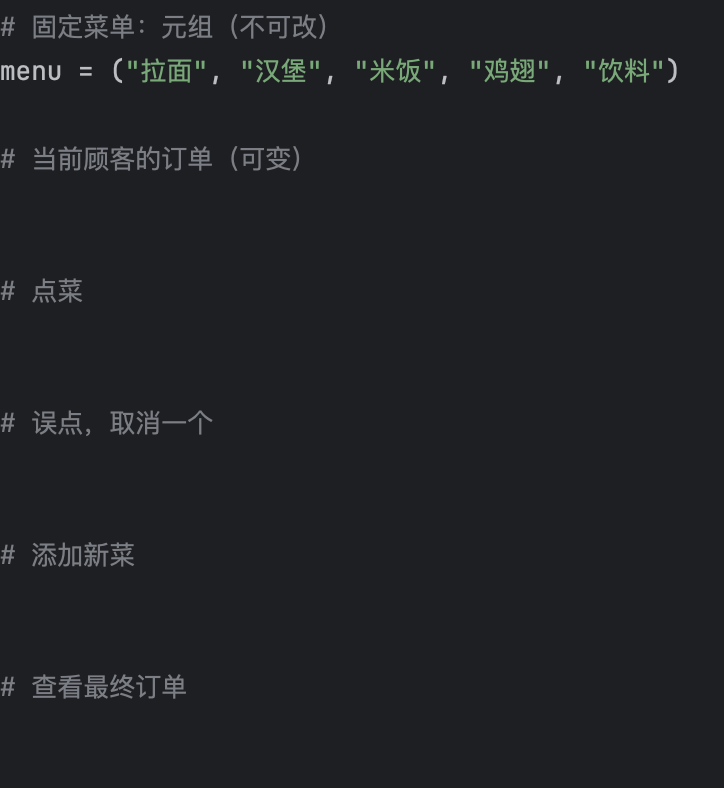 # 固定菜单：元组（不可改）
menu = ("拉面", "汉堡", "米饭", "鸡翅", "饮料")
# 当前顾客的订单（可变）
# 点菜
# 误点，取消一个
# 添加新菜
# 查看最终订单